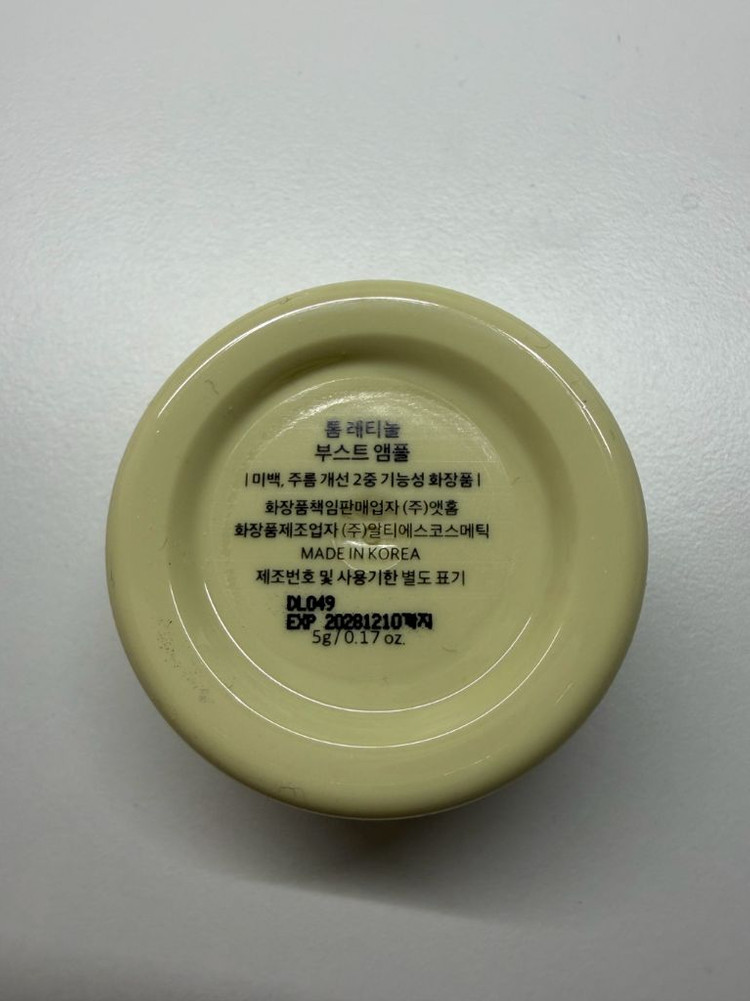 톰 레티놀
부스트 앰플
| 미백, 주름 개선 2중 기능성 화장품 |
화장품책임판매업자 (주)앳홈
화장품제조업자 (주)알티에스코스메틱
MADE IN KOREA
제조번호 및 사용기한 별도 표기
DL049
EXP 20281210까지
5g / 0.17 oz.